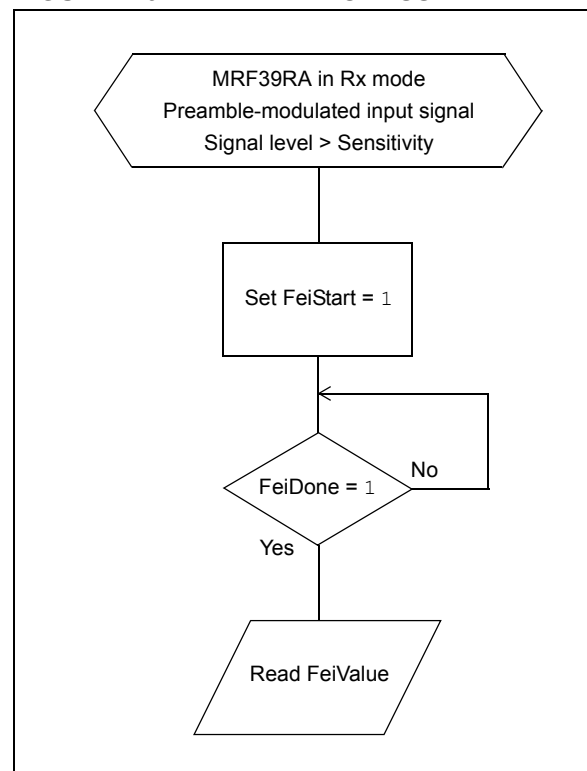 MRF39RA in Rx mode
Preamble-modulated input signal
Signal level > Sensitivity
Set FeiStart = 1
FeiDone = 1
No
Yes
Read FeiValue